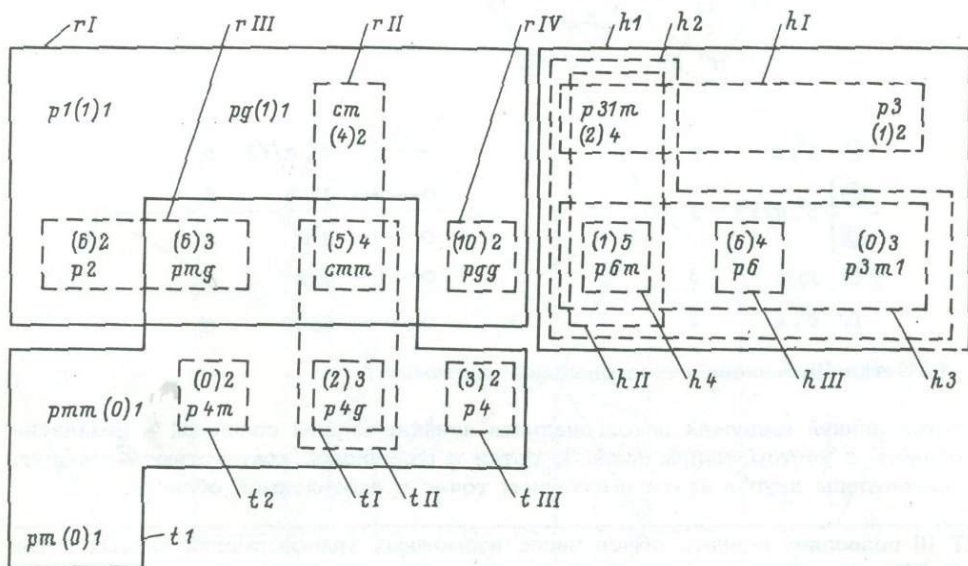 rI
rIII
rII
rIV
h1
h2
hI
p1(1)1
pg(1)1
cm
(4)2
p31m
(2)4
p3
(1)2
(6)2
p2
(6)3
pmg
(5)4
cmm
(10)2
pgg
(1)5
p6m
(6)4
p6
(0)3
p3m1
pmm(0)1
(0)2
p4m
(2)3
p4g
(3)2
p4
hII
h4
hIII
h3
t2
tI
tII
tIII
pm(0)1
t1